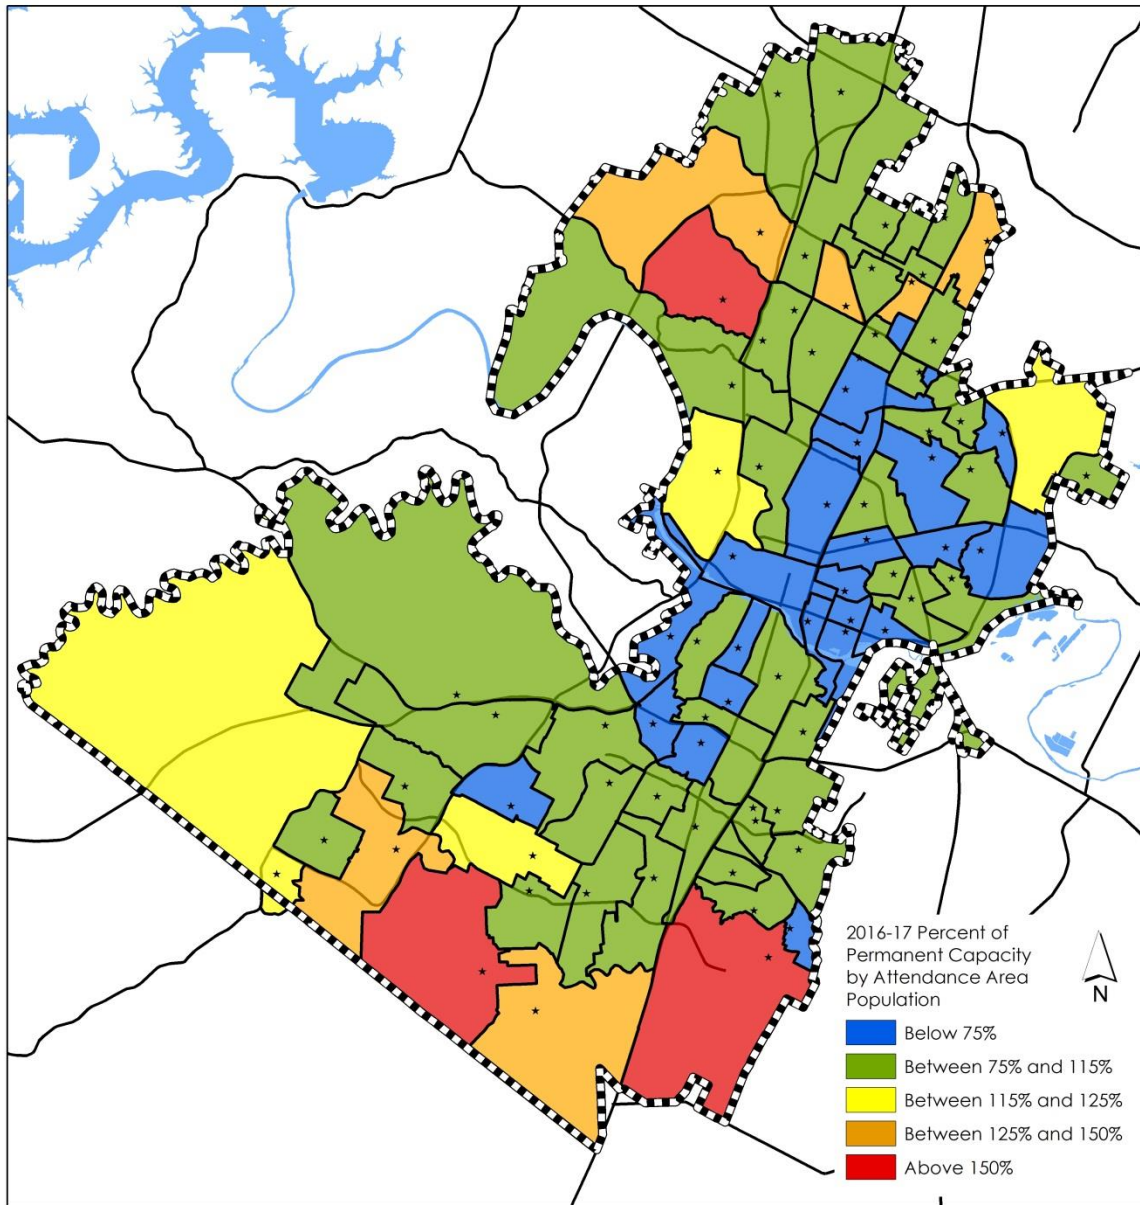 2016-17 Percent of
Permanent Capacity
by Attendance Area
Population
N
Below 75%
Between 75% and 115%
Between 115% and 125%
Between 125% and 150%
Above 150%